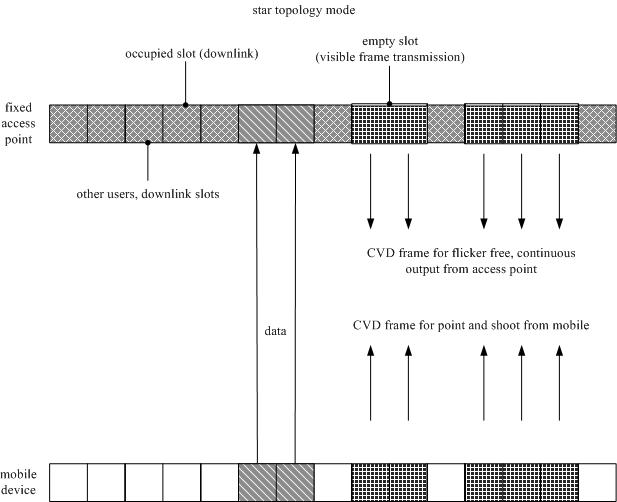 star topology mode
empty slot
(visible frame transmission)
occupied slot (downlink)
fixed
access
point
other users, downlink slots
CVD frame for flicker free, continuous
output from access point
data
CVD frame for point and shoot from mobile
mobile
device